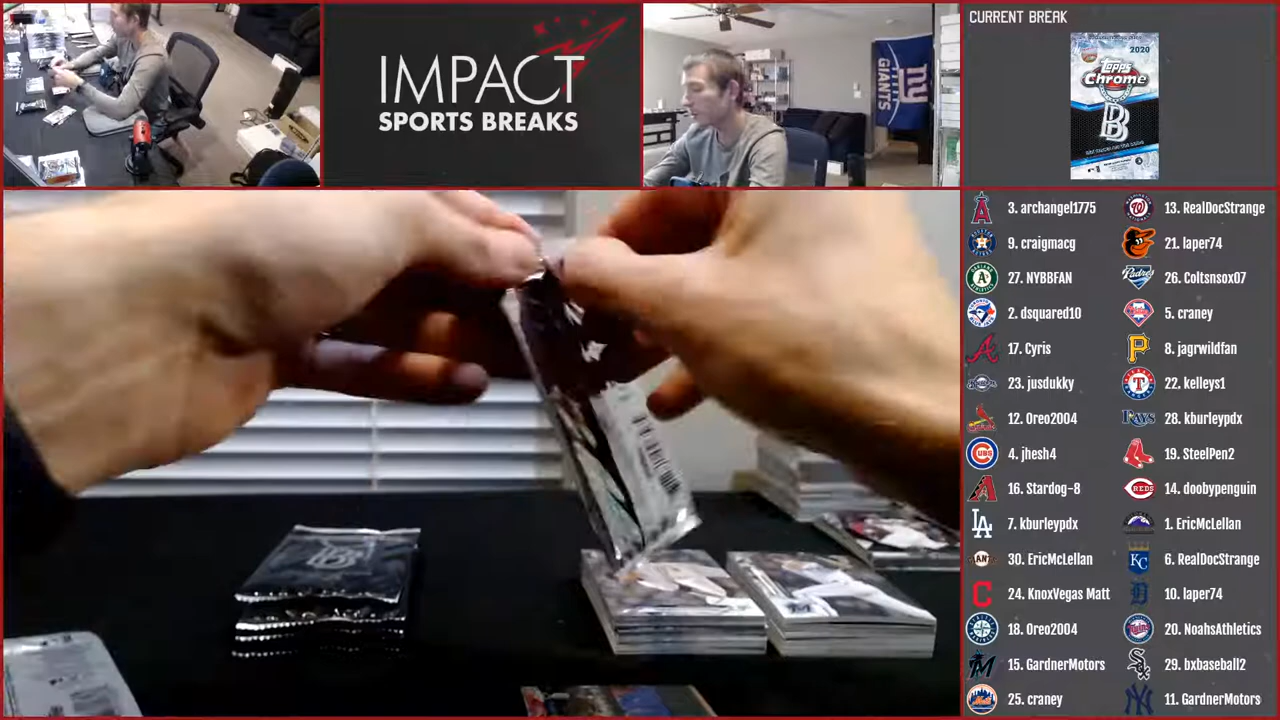 IMPACT
SPORTS BREAKS
NY
GIANTS
CURRENT BREAK
2020
Topps
Chrome
B
3. archangel1775
13. RealDocStrange
9. craigmacg
21. laper74
27. NYBBFAN
26. Coltsnsox07
2. dsquared10
5. craney
17. Cyris
8. jagrwildfan
23. jusdukky
22. kelleys1
12. Oreo2004
28. kburleypdx
4. jhesh4
19. SteelPen2
16. Stardog-8
14. doobypenguin
7. kburleypdx
1. EricMcLellan
30. EricMcLellan
6. RealDocStrange
24. KnoxVegas Matt
10. laper74
18. Oreo2004
20. NoahsAthletics
15. GardnerMotors
29. bxbaseball2
25. craney
11. GardnerMotors